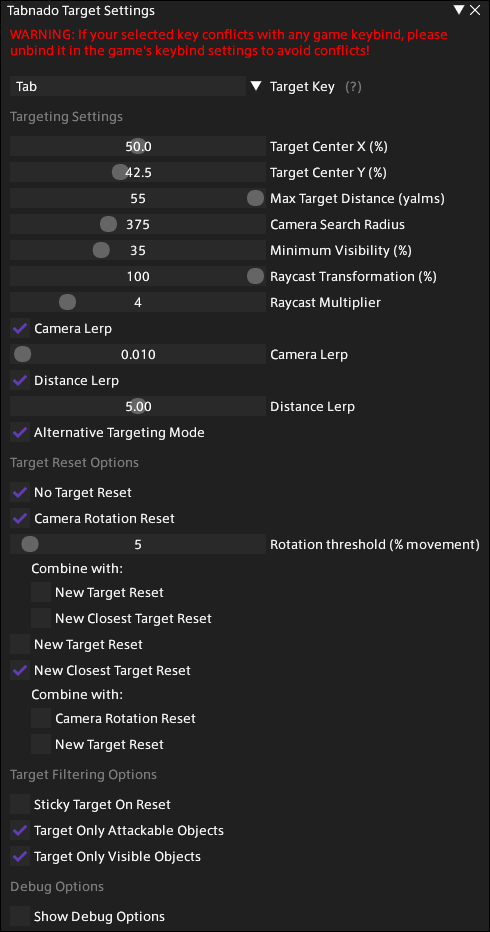 Tabnado Target Settings
WARNING: If your selected key conflicts with any game keybind, please
unbind it in the game's keybind settings to avoid conflicts!
Tab Target Key (?)
Targeting Settings
50.0 Target Center X (%)
42.5 Target Center Y (%)
55 Max Target Distance (yalms)
375 Camera Search Radius
35 Minimum Visibility (%)
100 Raycast Transformation (%)
4 Raycast Multiplier
Camera Lerp
0.010 Camera Lerp
Distance Lerp
5.00 Distance Lerp
Alternative Targeting Mode
Target Reset Options
No Target Reset
Camera Rotation Reset
5 Rotation threshold (% movement)
Combine with:
New Target Reset
New Closest Target Reset
New Target Reset
New Closest Target Reset
Combine with:
Camera Rotation Reset
New Target Reset
Target Filtering Options
Sticky Target On Reset
Target Only Attackable Objects
Target Only Visible Objects
Debug Options
Show Debug Options